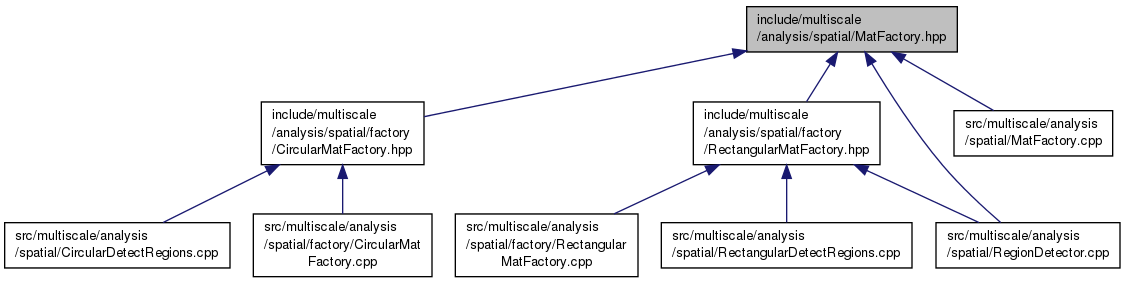 include/multiscale
/analysis/spatial/MatFactory.hpp
include/multiscale
/analysis/spatial/factory
/CircularMatFactory.hpp
include/multiscale
/analysis/spatial/factory
/RectangularMatFactory.hpp
src/multiscale/analysis
/spatial/MatFactory.cpp
src/multiscale/analysis
/spatial/CircularDetectRegions.cpp
src/multiscale/analysis
/spatial/factory/CircularMat
Factory.cpp
src/multiscale/analysis
/spatial/factory/Rectangular
MatFactory.cpp
src/multiscale/analysis
/spatial/RectangularDetectRegions.cpp
src/multiscale/analysis
/spatial/RegionDetector.cpp